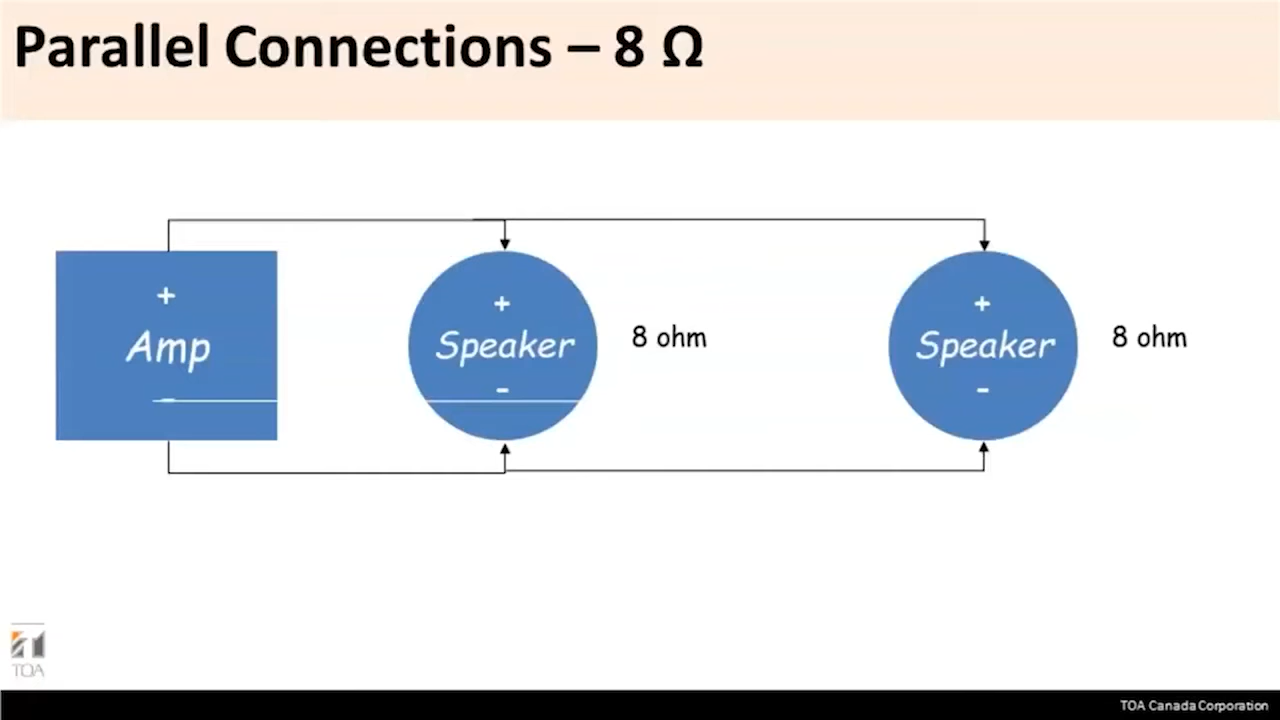 Parallel Connections – 8 Ω
+
Amp
-
+
Speaker
-
8 ohm
+
Speaker
-
8 ohm
TOA
TOA Canada Corporation